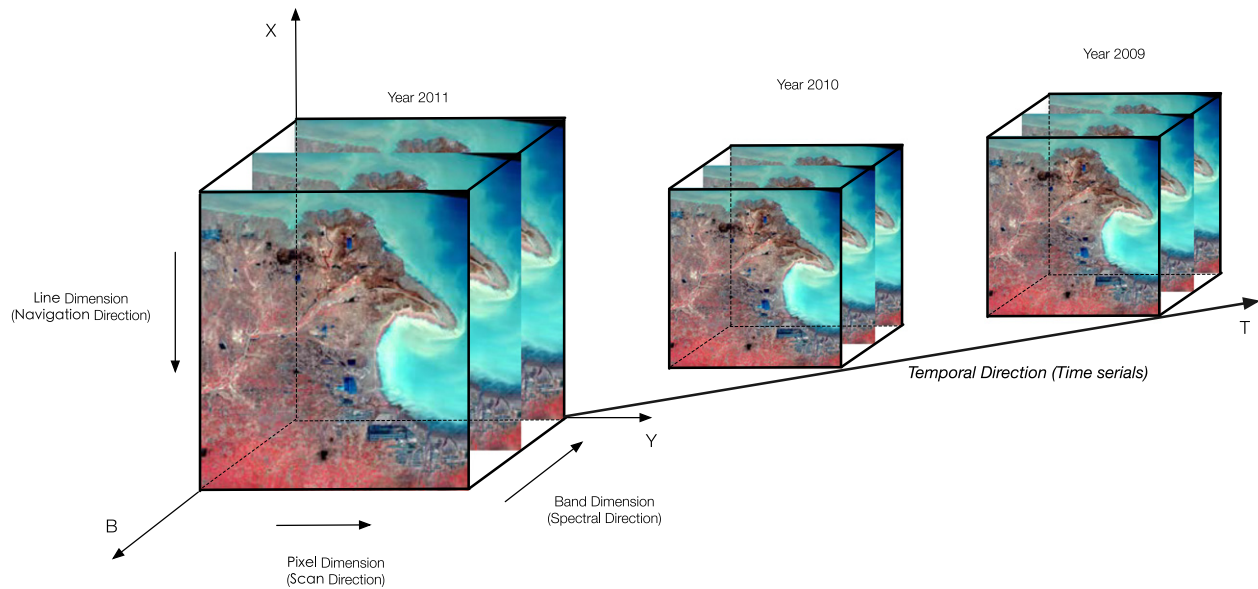 X
Year 2011
Year 2010
Year 2009
Line Dimension
(Navigation Direction)
T
Temporal Direction (Time serials)
Y
B
Band Dimension
(Spectral Direction)
Pixel Dimension
(Scan Direction)